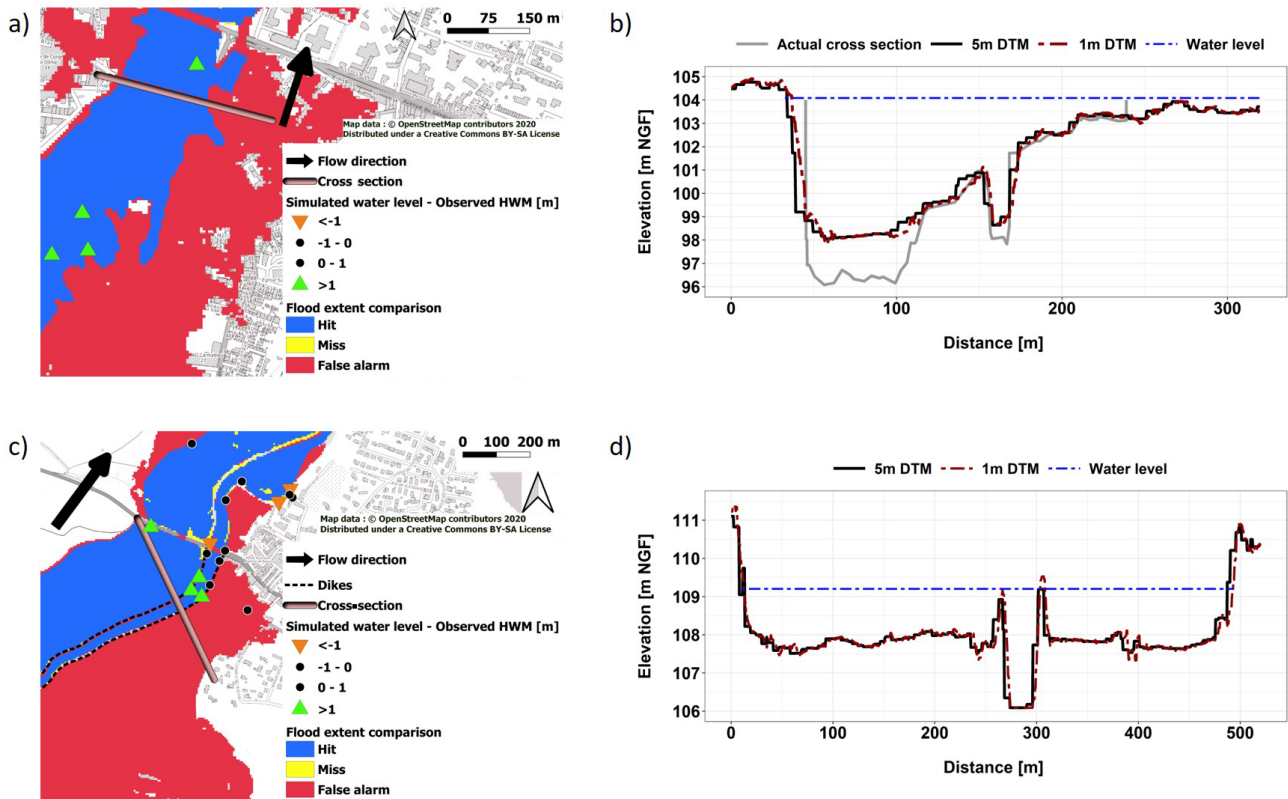 a)
0 75 150 m
Map data : © OpenStreetMap contributors 2020
Distributed under a Creative Commons BY-SA License
Flow direction
Cross section
Simulated water level - Observed HWM [m]
<-1
-1 - 0
0 - 1
>1
Flood extent comparison
Hit
Miss
False alarm
b)
Actual cross section 5m DTM 1m DTM Water level
105
104
103
102
101
100
99
98
97
96
Elevation [m NGF]
0 100 200 300
Distance [m]
c)
0 100 200 m
Map data : © OpenStreetMap contributors 2020
Distributed under a Creative Commons BY-SA License
Flow direction
Dikes
Cross-section
Simulated water level - Observed HWM [m]
<-1
-1 - 0
0 - 1
>1
Flood extent comparison
Hit
Miss
False alarm
d)
5m DTM 1m DTM Water level
111
110
109
108
107
106
Elevation [m NGF]
0 100 200 300 400 500
Distance [m]